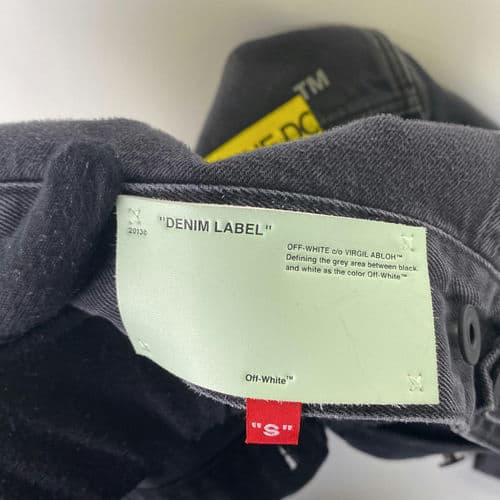 TM
"DENIM LABEL"
OFF-WHITE c/o VIRGIL ABLOH™
Defining the grey area between black
and white as the color Off-White™
Off-White™
"S"